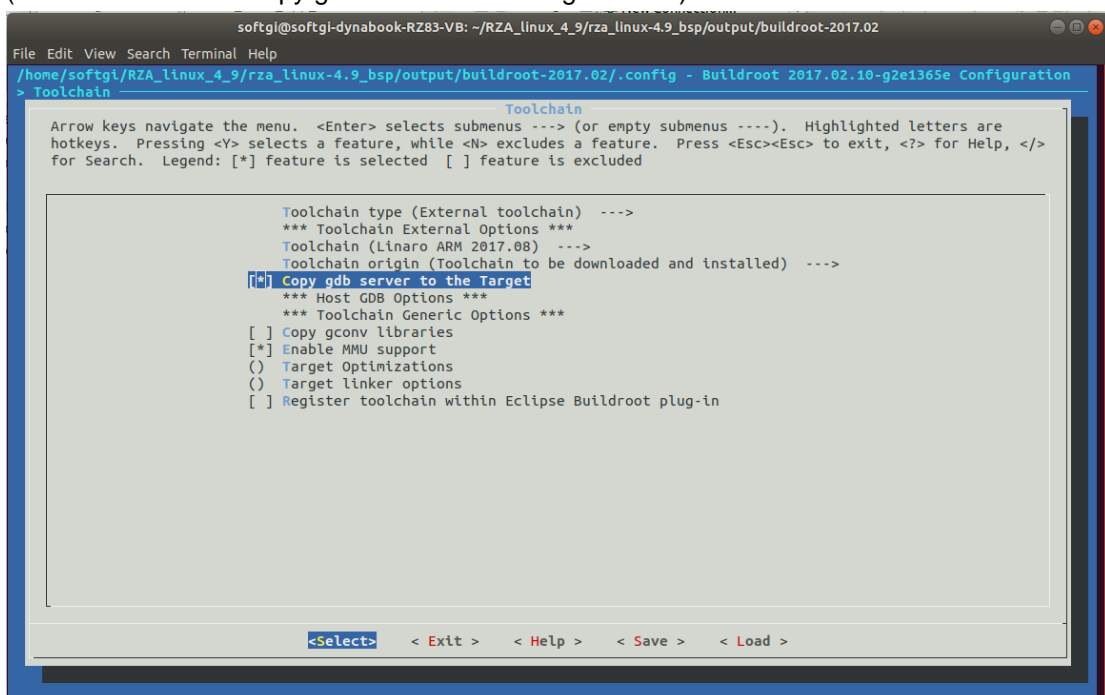 softgi@softgi-dynabook-RZ83-VB: ~/RZA_linux_4_9/rza_linux-4.9_bsp/output/buildroot-2017.02
File Edit View Search Terminal Help
/home/softgi/RZA_linux_4_9/rza_linux-4.9_bsp/output/buildroot-2017.02/.config - Buildroot 2017.02.10-g2e1365e Configuration
> Toolchain
Toolchain
Arrow keys navigate the menu. <Enter> selects submenus ---> (or empty submenus ----). Highlighted letters are
hotkeys. Pressing <Y> selects a feature, while <N> excludes a feature. Press <Esc><Esc> to exit, <?> for Help, </>
for Search. Legend: [*] feature is selected [ ] feature is excluded
Toolchain type (External toolchain) --->
*** Toolchain External Options ***
Toolchain (Linaro ARM 2017.08) --->
Toolchain origin (Toolchain to be downloaded and installed) --->
[*] Copy gdb server to the Target
*** Host GDB Options ***
*** Toolchain Generic Options ***
[ ] Copy gconv libraries
[*] Enable MMU support
() Target Optimizations
() Target linker options
[ ] Register toolchain within Eclipse Buildroot plug-in
<Select> < Exit > < Help > < Save > < Load >